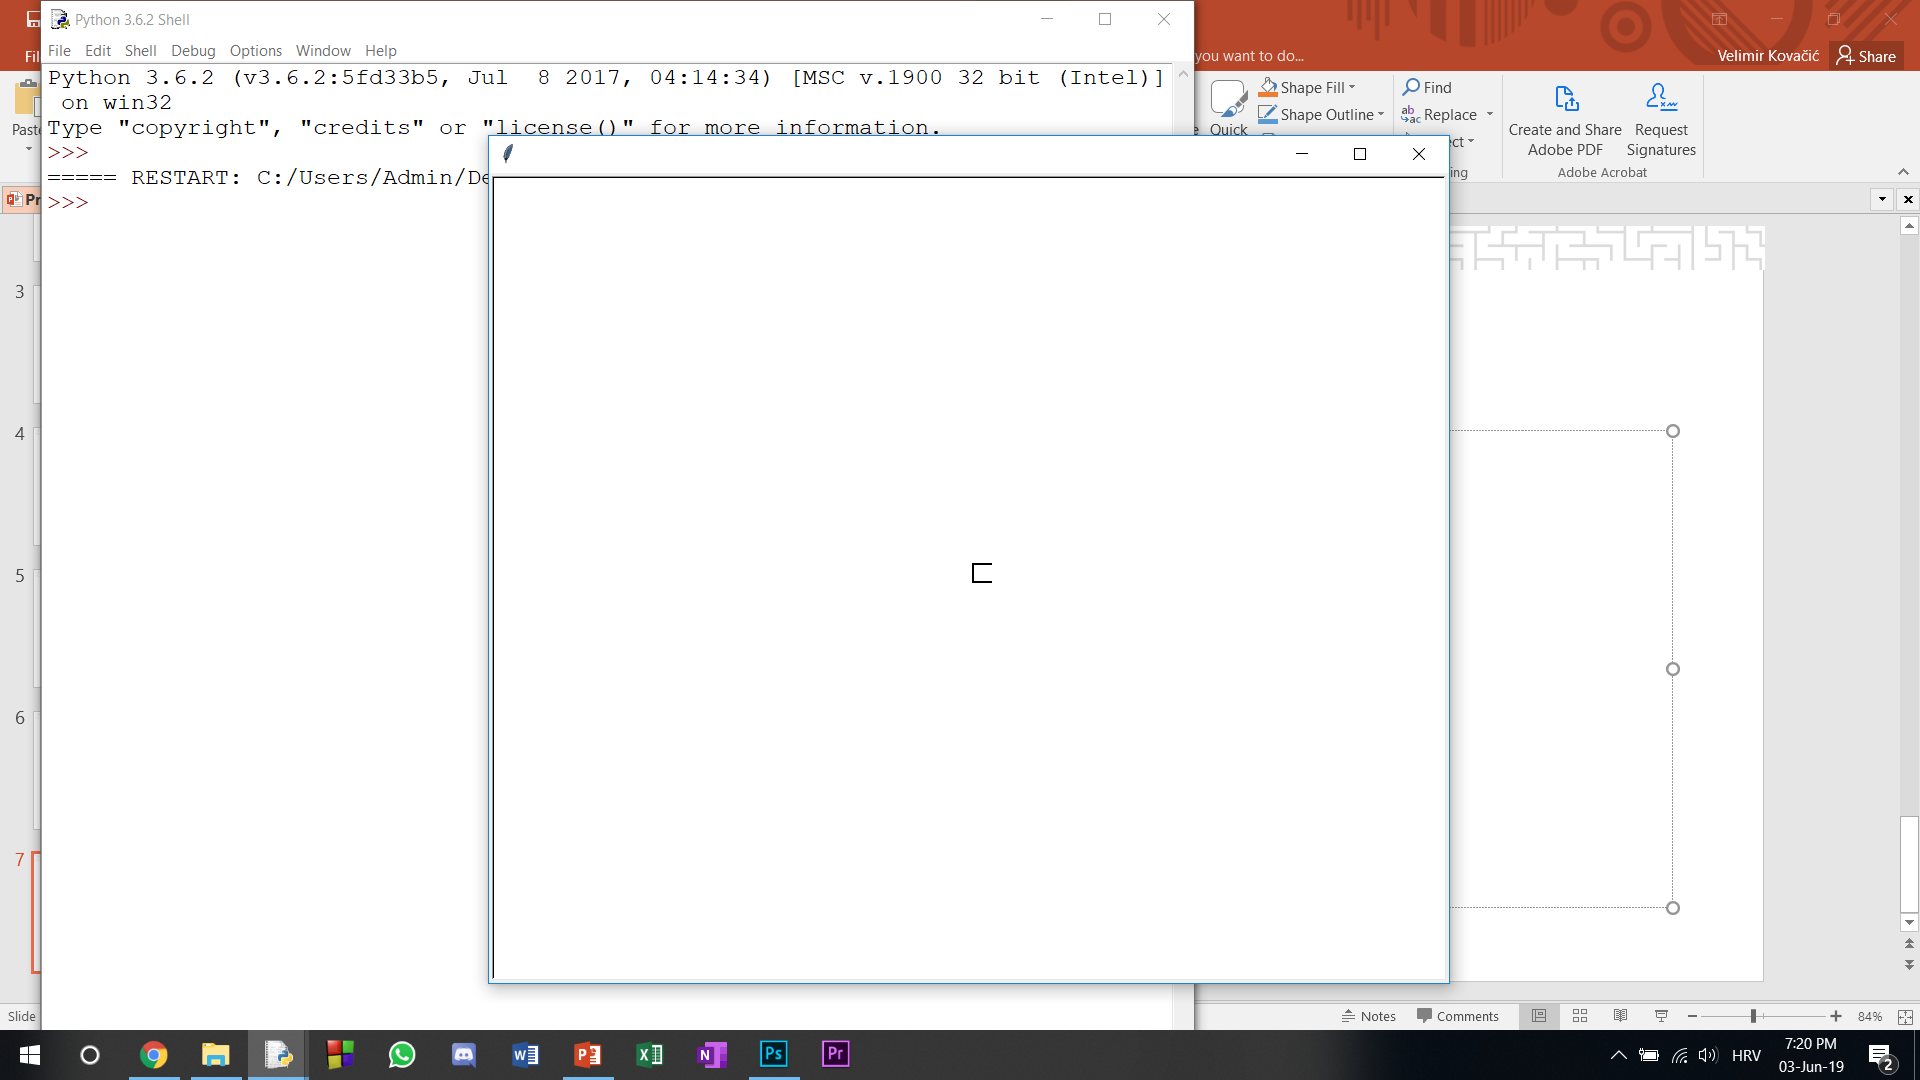 Python 3.6.2 Shell
File Edit Shell Debug Options Window Help
Python 3.6.2 (v3.6.2:5fd33b5, Jul  8 2017, 04:14:34) [MSC v.1900 32 bit (Intel)]
 on win32
Type "copyright", "credits" or "license()" for more information.
>>>
===== RESTART: C:/Users/Admin/De
>>>
you want to do...
Velimir Kovačić
Share
Quick
Shape Fill
Shape Outline
Find
Replace
Create and Share
Adobe PDF
Request
Signatures
Adobe Acrobat
3
4
5
6
7
Slide
Notes
Comments
84%
HRV
7:20 PM
03-Jun-19
2